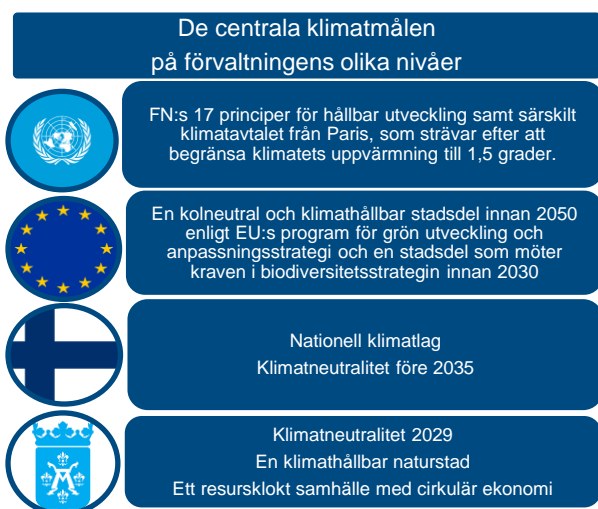 De centrala klimatmålen
på förvaltningens olika nivåer
FN:s 17 principer för hållbar utveckling samt särskilt
klimatavtalet från Paris, som strävar efter att
begränsa klimatets uppvärmning till 1,5 grader.
En kolneutral och klimathållbar stadsdel innan 2050
enligt EU:s program för grön utveckling och
anpassningsstrategi och en stadsdel som möter
kraven i biodiversitetsstrategin innan 2030
Nationell klimatlag
Klimatneutralitet före 2035
Klimatneutralitet 2029
En klimathållbar naturstad
Ett resursklokt samhälle med cirkulär ekonomi